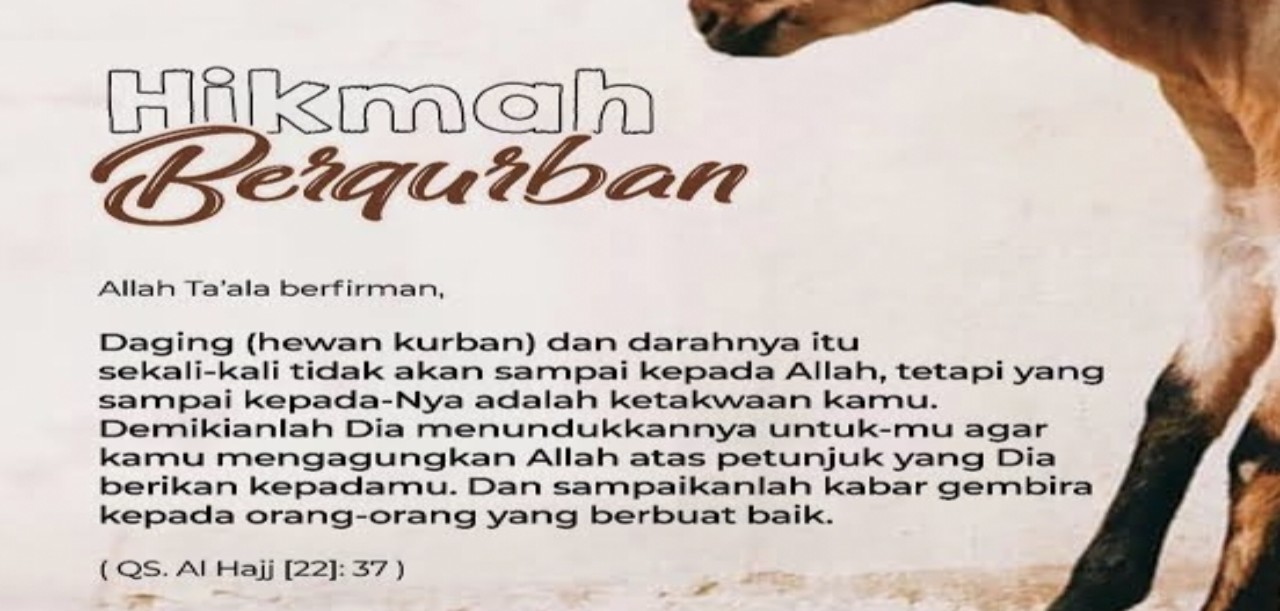 Hikmah
Berqurban
Allah Ta'ala berfirman,
Daging (hewan kurban) dan darahnya itu
sekali-kali tidak akan sampai kepada Allah, tetapi yang
sampai kepada-Nya adalah ketakwaan kamu.
Demikianlah Dia menundukkannya untuk-mu agar
kamu mengagungkan Allah atas petunjuk yang Dia
berikan kepadamu. Dan sampaikanlah kabar gembira
kepada orang-orang yang berbuat baik.
( QS. Al Hajj [22]: 37 )